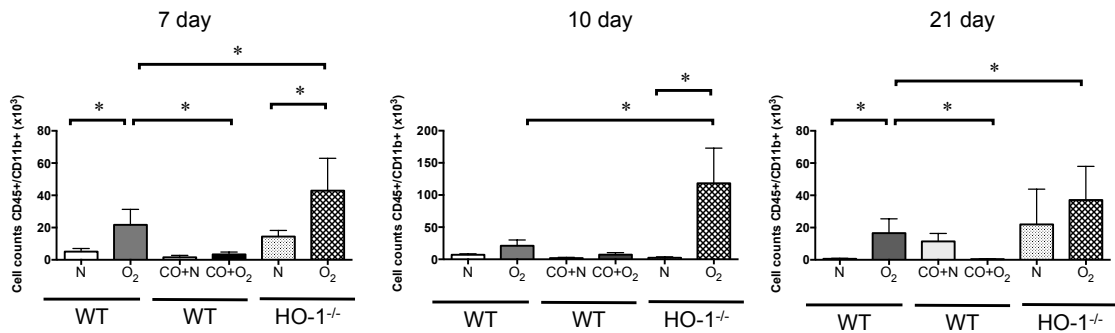 7 day
*
* * *
Cell counts CD45+/CD11b+ (x10³)
80
60
40
20
0
N O₂ CO+N CO+O₂ N O₂
WT WT HO-1⁻/⁻
10 day
*
*
Cell counts CD45+/CD11b+ (x10³)
200
150
100
50
0
N O₂ CO+N CO+O₂ N O₂
WT WT HO-1⁻/⁻
21 day
*
* *
Cell counts CD45+/CD11b+ (x10³)
80
60
40
20
0
N O₂ CO+N CO+O₂ N O₂
WT WT HO-1⁻/⁻